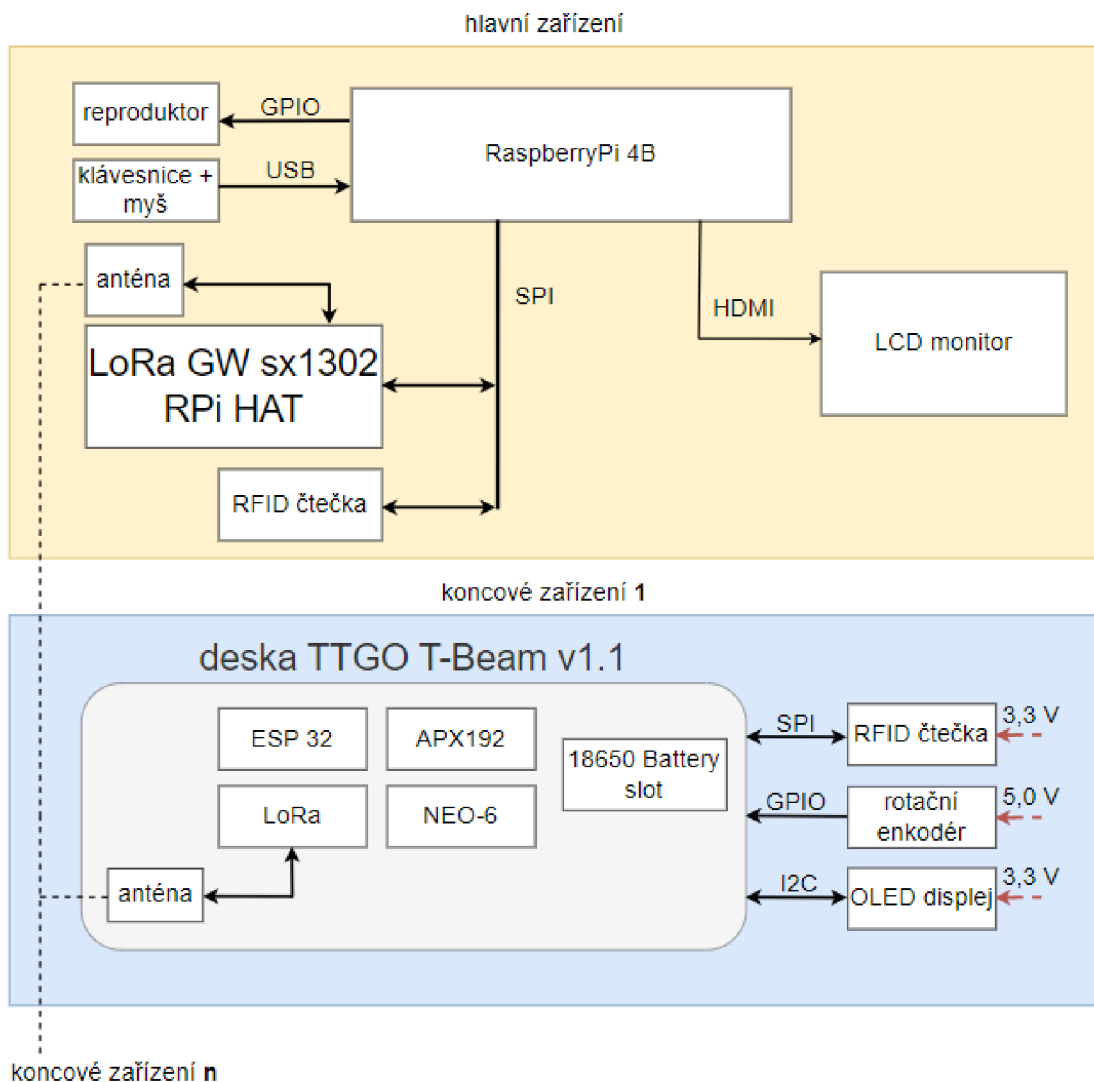 hlavní zařízení
reproduktor
GPIO
RaspberryPi 4B
klávesnice +
myš
USB
anténa
SPI
HDMI
LCD monitor
LoRa GW sx1302
RPi HAT
RFID čtečka
koncové zařízení 1
deska TTGO T-Beam v1.1
ESP 32
APX192
18650 Battery
slot
LoRa
NEO-6
anténa
SPI
RFID čtečka
3,3 V
GPIO
rotační
enkodér
5,0 V
I2C
OLED displej
3,3 V
koncové zařízení n